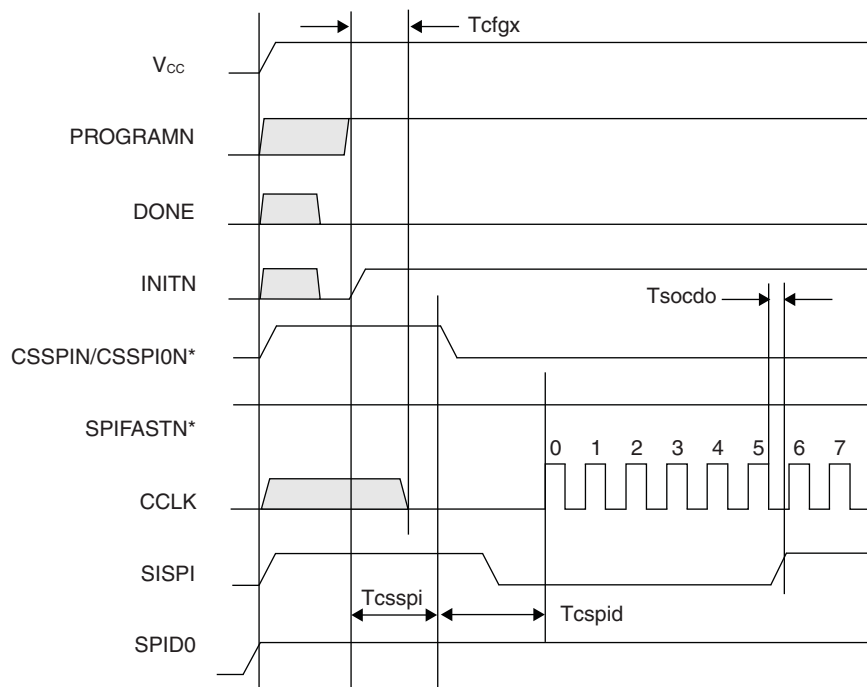 Tcfgx
VCC
PROGRAMN
DONE
INITN
Tsocdo
CSSPIN/CSSPI0N*
SPIFASTN*
0 1 2 3 4 5 6 7
CCLK
SISPI
Tcsspi
Tcspid
SPID0